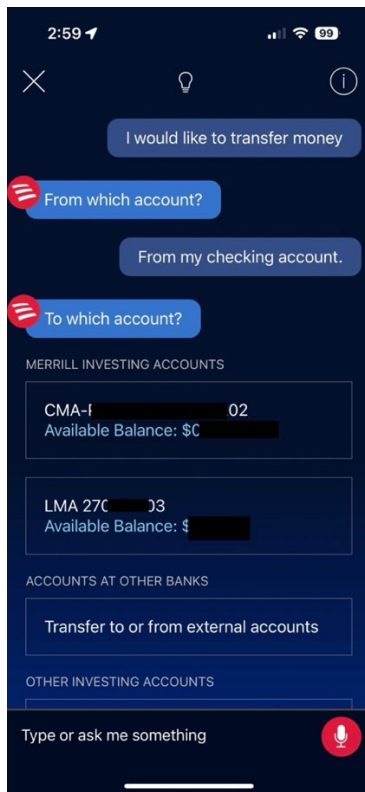 2:59
99
I would like to transfer money
From which account?
From my checking account.
To which account?
MERRILL INVESTING ACCOUNTS
CMA- 02
Available Balance: $
LMA 270 03
Available Balance: $
ACCOUNTS AT OTHER BANKS
Transfer to or from external accounts
OTHER INVESTING ACCOUNTS
Type or ask me something